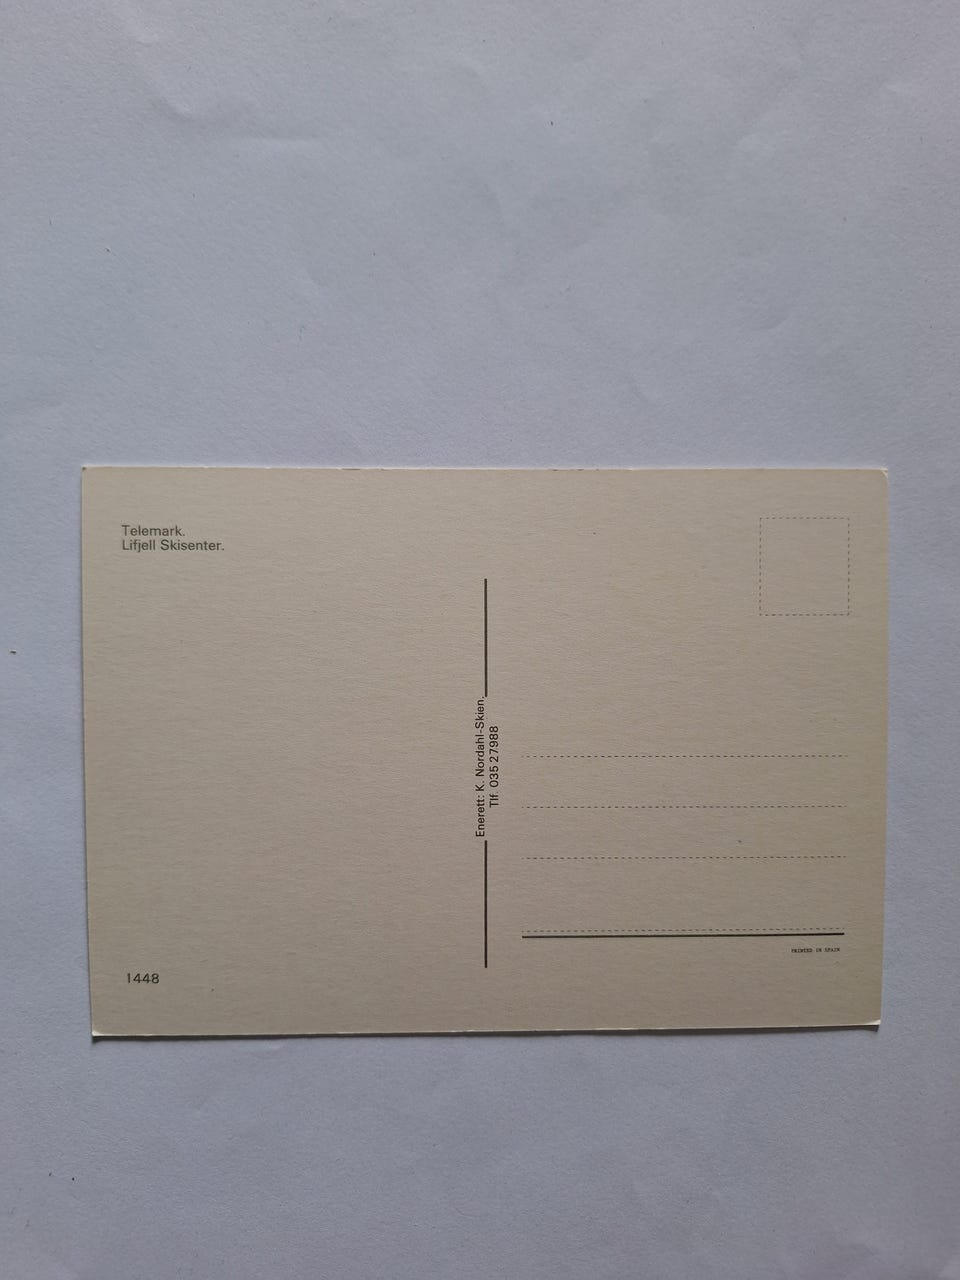 Telemark.
Lifjell Skisenter.
Enerett: K. Nordahl-Skien.
Tlf. 035 27988
PRINTED IN SPAIN
1448